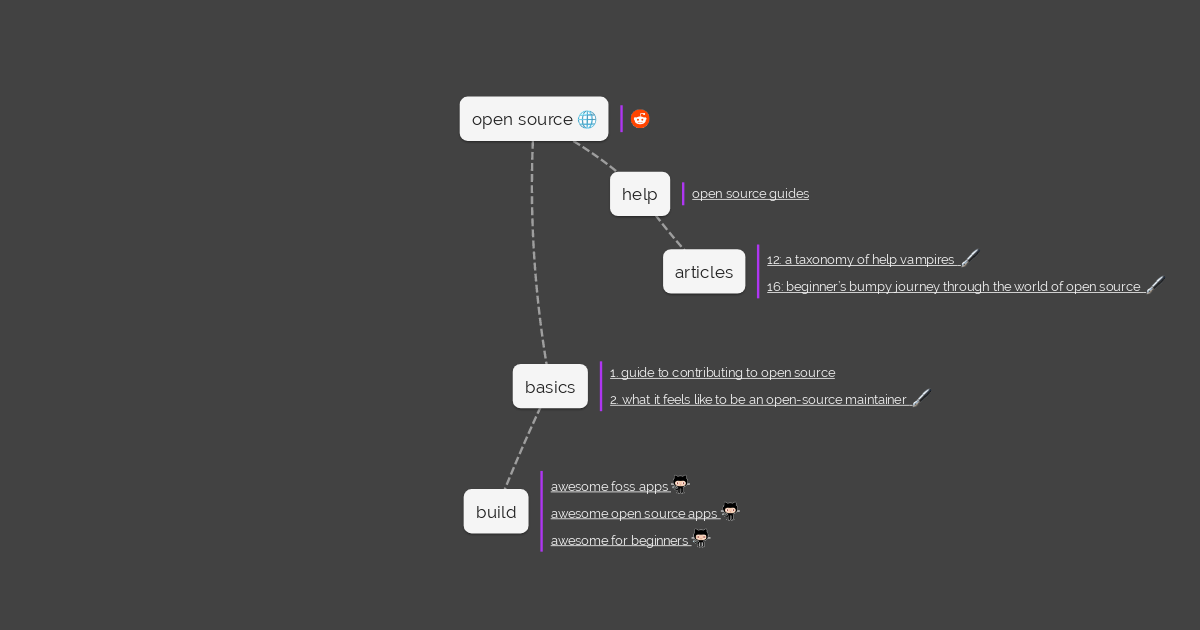 open source
help
open source guides
articles
12: a taxonomy of help vampires
16: beginner's bumpy journey through the world of open source
basics
1. guide to contributing to open source
2. what it feels like to be an open-source maintainer
build
awesome foss apps
awesome open source apps
awesome for beginners